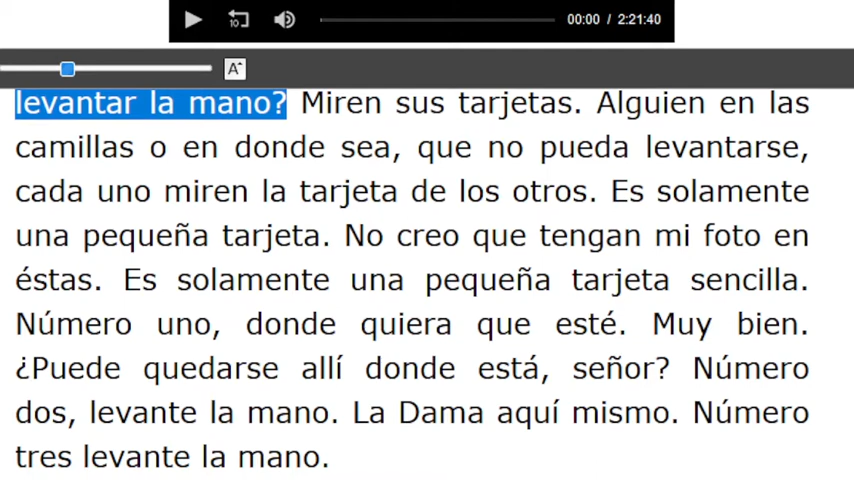 10
00:00 / 2:21:40
A
levantar la mano? Miren sus tarjetas. Alguien en las
camillas o en donde sea, que no pueda levantarse,
cada uno miren la tarjeta de los otros. Es solamente
una pequeña tarjeta. No creo que tengan mi foto en
éstas. Es solamente una pequeña tarjeta sencilla.
Número uno, donde quiera que esté. Muy bien.
¿Puede quedarse allí donde está, señor? Número
dos, levante la mano. La Dama aquí mismo. Número
tres levante la mano.